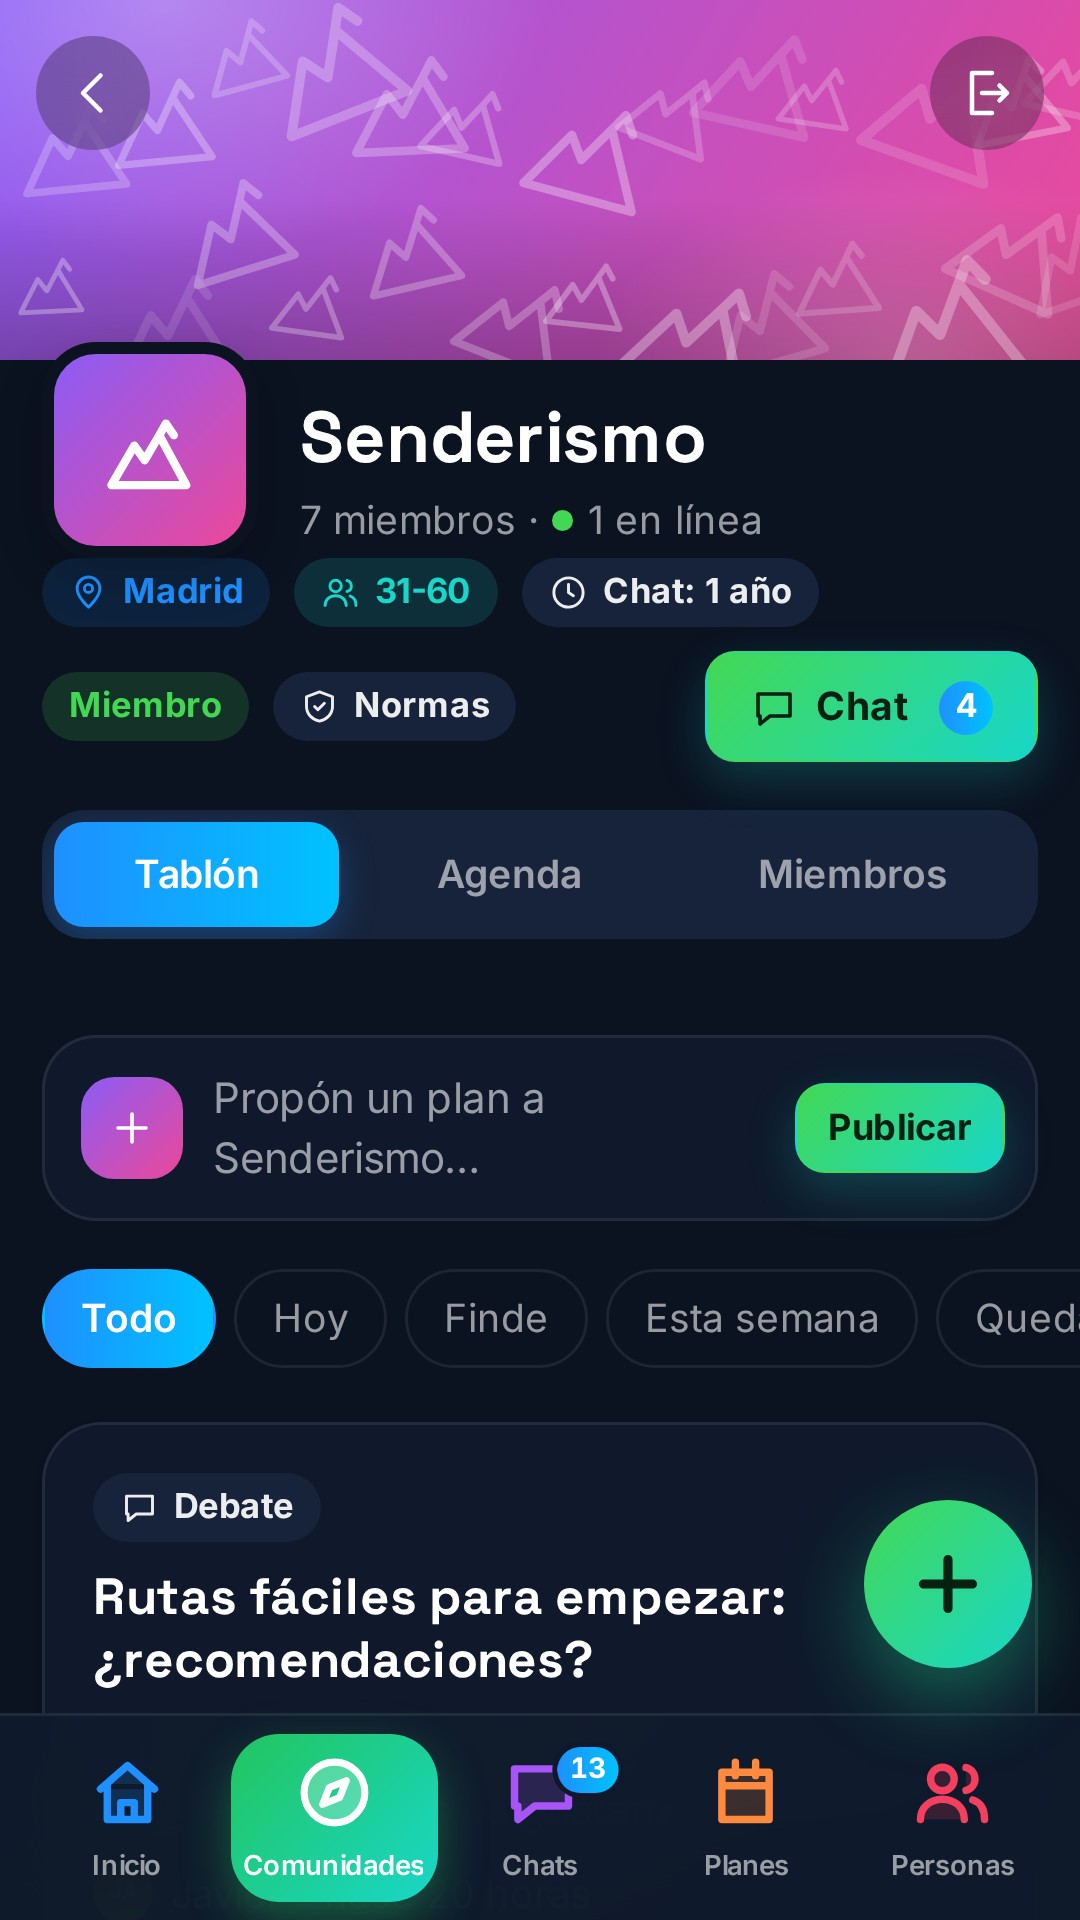 Senderismo
7 miembros · 1 en línea
Madrid
31-60
Chat: 1 año
Miembro
Normas
Chat 4
Tablón
Agenda
Miembros
Propón un plan a
Senderismo...
Publicar
Todo
Hoy
Finde
Esta semana
Debate
Rutas fáciles para empezar:
¿recomendaciones?
13
Inicio
Comunidades
Chats
Planes
Personas